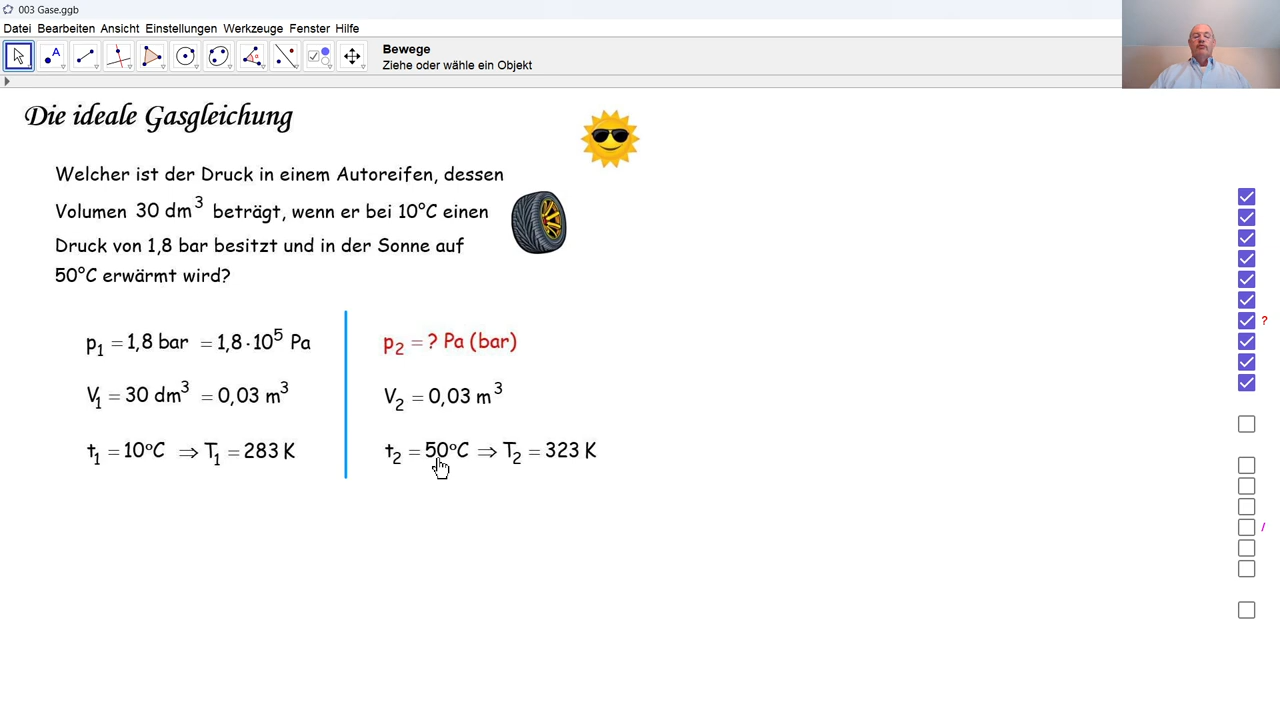 003 Gase.ggb
Datei Bearbeiten Ansicht Einstellungen Werkzeuge Fenster Hilfe
A
Bewege
Ziehe oder wähle ein Objekt
Die ideale Gasgleichung
Welcher ist der Druck in einem Autoreifen, dessen
Volumen 30 dm³ beträgt, wenn er bei 10°C einen
Druck von 1,8 bar besitzt und in der Sonne auf
50°C erwärmt wird?
p₁ = 1,8 bar = 1,8 · 10⁵ Pa
p₂ = ? Pa (bar)
?
V₁ = 30 dm³ = 0,03 m³
V₂ = 0,03 m³
t₁ = 10°C ⇒ T₁ = 283 K
t₂ = 50°C ⇒ T₂ = 323 K
/